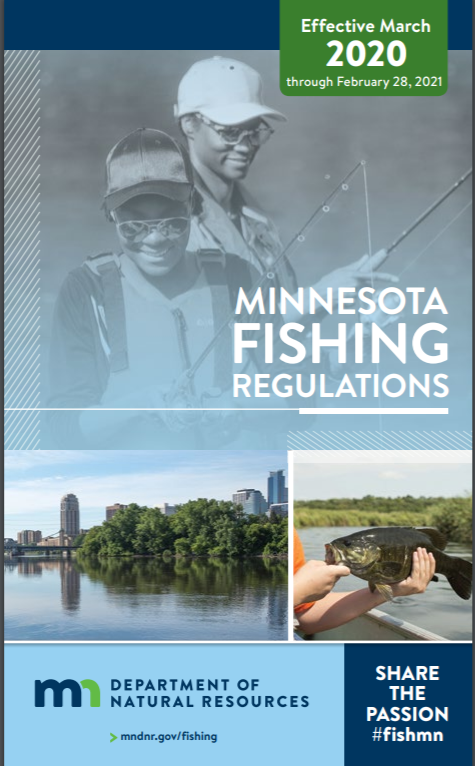 Effective March
2020
through February 28, 2021
MINNESOTA
FISHING
REGULATIONS
mn DEPARTMENT OF
NATURAL RESOURCES
mndnr.gov/fishing
SHARE
THE
PASSION
#fishmn